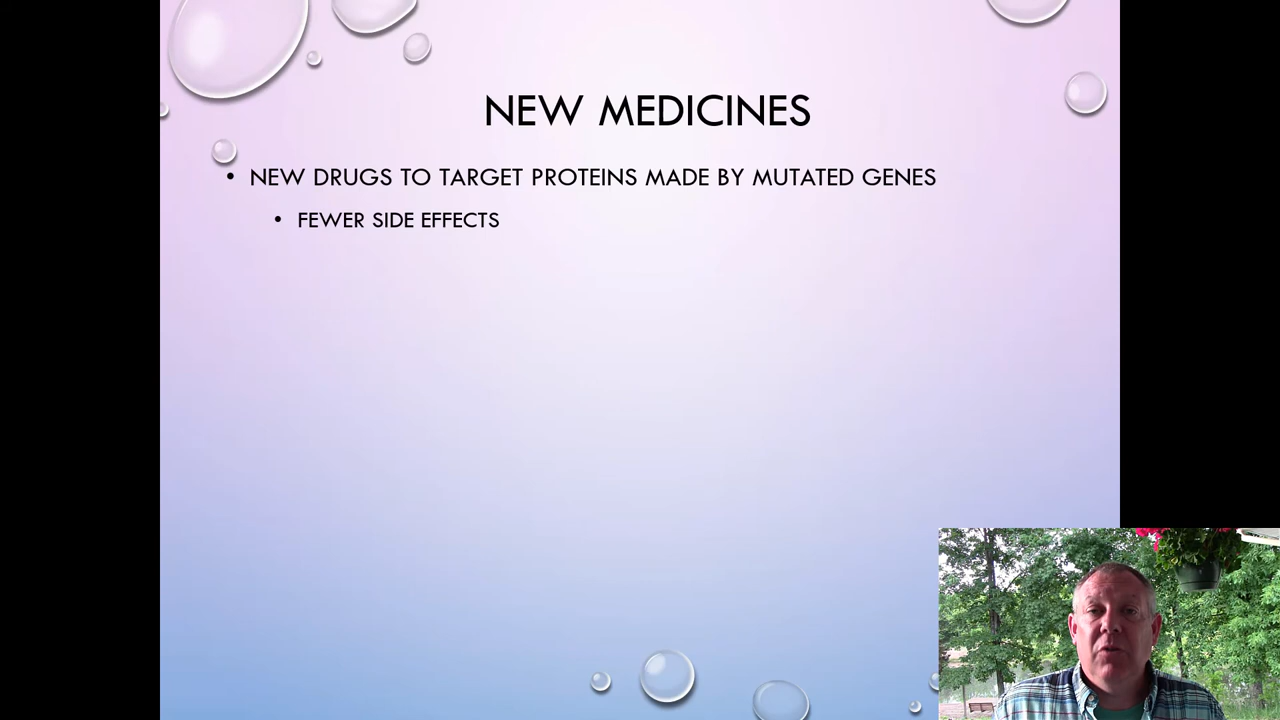 NEW MEDICINES
• NEW DRUGS TO TARGET PROTEINS MADE BY MUTATED GENES
• FEWER SIDE EFFECTS